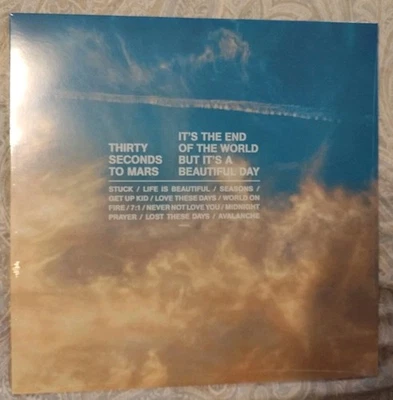 THIRTY
SECONDS
TO MARS
IT'S THE END
OF THE WORLD
BUT IT'S A
BEAUTIFUL DAY
STUCK / LIFE IS BEAUTIFUL / SEASONS /
GET UP KID / LOVE THESE DAYS / WORLD ON
FIRE / 7:1 / NEVER NOT LOVE YOU / MIDNIGHT
PRAYER / LOST THESE DAYS / AVALANCHE